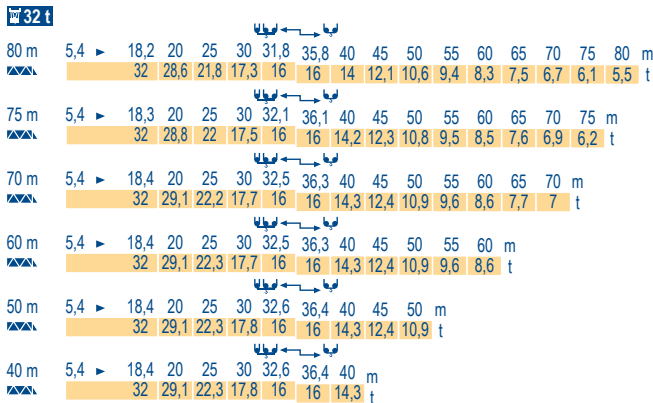 32 t
80 m 5,4 ► 18,2 20 25 30 31,8 35,8 40 45 50 55 60 65 70 75 80 m
32 28,6 21,8 17,3 16 16 14 12,1 10,6 9,4 8,3 7,5 6,7 6,1 5,5 t
75 m 5,4 ► 18,3 20 25 30 32,1 36,1 40 45 50 55 60 65 70 75 m
32 28,8 22 17,5 16 16 14,2 12,3 10,8 9,5 8,5 7,6 6,9 6,2 t
70 m 5,4 ► 18,4 20 25 30 32,5 36,3 40 45 50 55 60 65 70 m
32 29,1 22,2 17,7 16 16 14,3 12,4 10,9 9,6 8,6 7,7 7 t
60 m 5,4 ► 18,4 20 25 30 32,5 36,3 40 45 50 55 60 m
32 29,1 22,3 17,7 16 16 14,3 12,4 10,9 9,6 8,6 t
50 m 5,4 ► 18,4 20 25 30 32,6 36,4 40 45 50 m
32 29,1 22,3 17,8 16 16 14,3 12,4 10,9 t
40 m 5,4 ► 18,4 20 25 30 32,6 36,4 40 m
32 29,1 22,3 17,8 16 16 14,3 t